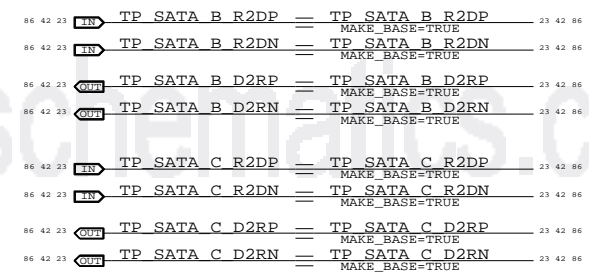 86 42 23 IN TP_SATA_B_R2DP TP_SATA_B_R2DP 23 42 86
MAKE_BASE=TRUE
86 42 23 IN TP_SATA_B_R2DN TP_SATA_B_R2DN 23 42 86
MAKE_BASE=TRUE
86 42 23 OUT TP_SATA_B_D2RP TP_SATA_B_D2RP 23 42 86
MAKE_BASE=TRUE
86 42 23 OUT TP_SATA_B_D2RN TP_SATA_B_D2RN 23 42 86
MAKE_BASE=TRUE
schematics.c
86 42 23 IN TP_SATA_C_R2DP TP_SATA_C_R2DP 23 42 86
MAKE_BASE=TRUE
86 42 23 IN TP_SATA_C_R2DN TP_SATA_C_R2DN 23 42 86
MAKE_BASE=TRUE
86 42 23 OUT TP_SATA_C_D2RP TP_SATA_C_D2RP 23 42 86
MAKE_BASE=TRUE
86 42 23 OUT TP_SATA_C_D2RN TP_SATA_C_D2RN 23 42 86
MAKE_BASE=TRUE